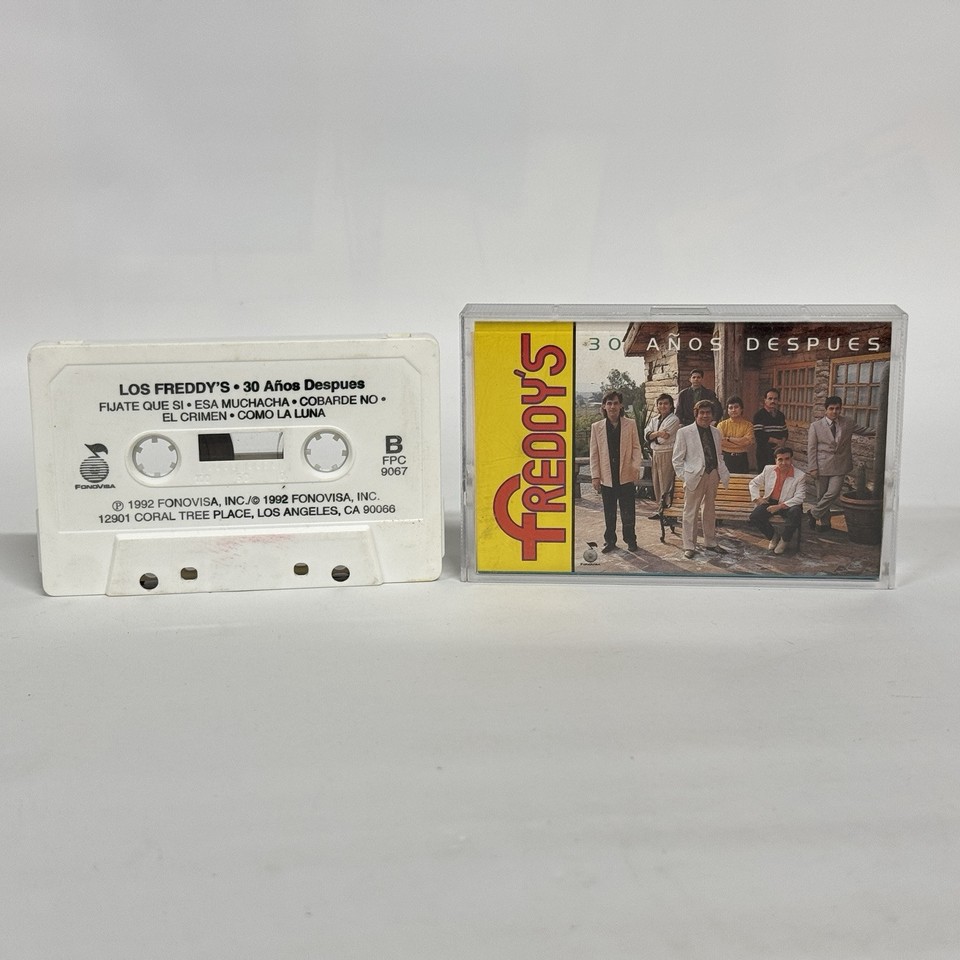 LOS FREDDY'S • 30 Años Despues
FIJATE QUE SI • ESA MUCHACHA • COBARDE NO •
EL CRIMEN • COMO LA LUNA
FONOVISA
B
FPC
9067
℗ 1992 FONOVISA, INC./© 1992 FONOVISA, INC.
12901 CORAL TREE PLACE, LOS ANGELES, CA 90066
FREDDY'S
30 AÑOS DESPUES
FONOVISA